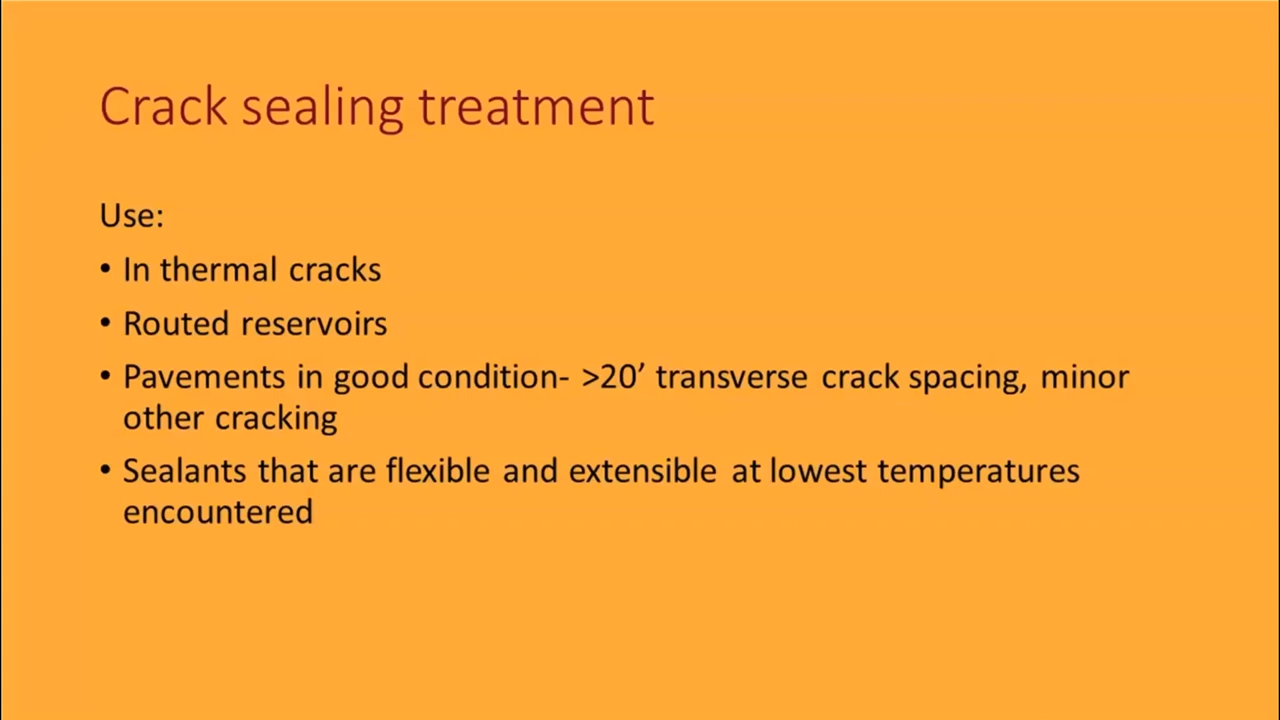 Crack sealing treatment
Use:
• In thermal cracks
• Routed reservoirs
• Pavements in good condition- >20’ transverse crack spacing, minor
other cracking
• Sealants that are flexible and extensible at lowest temperatures
encountered